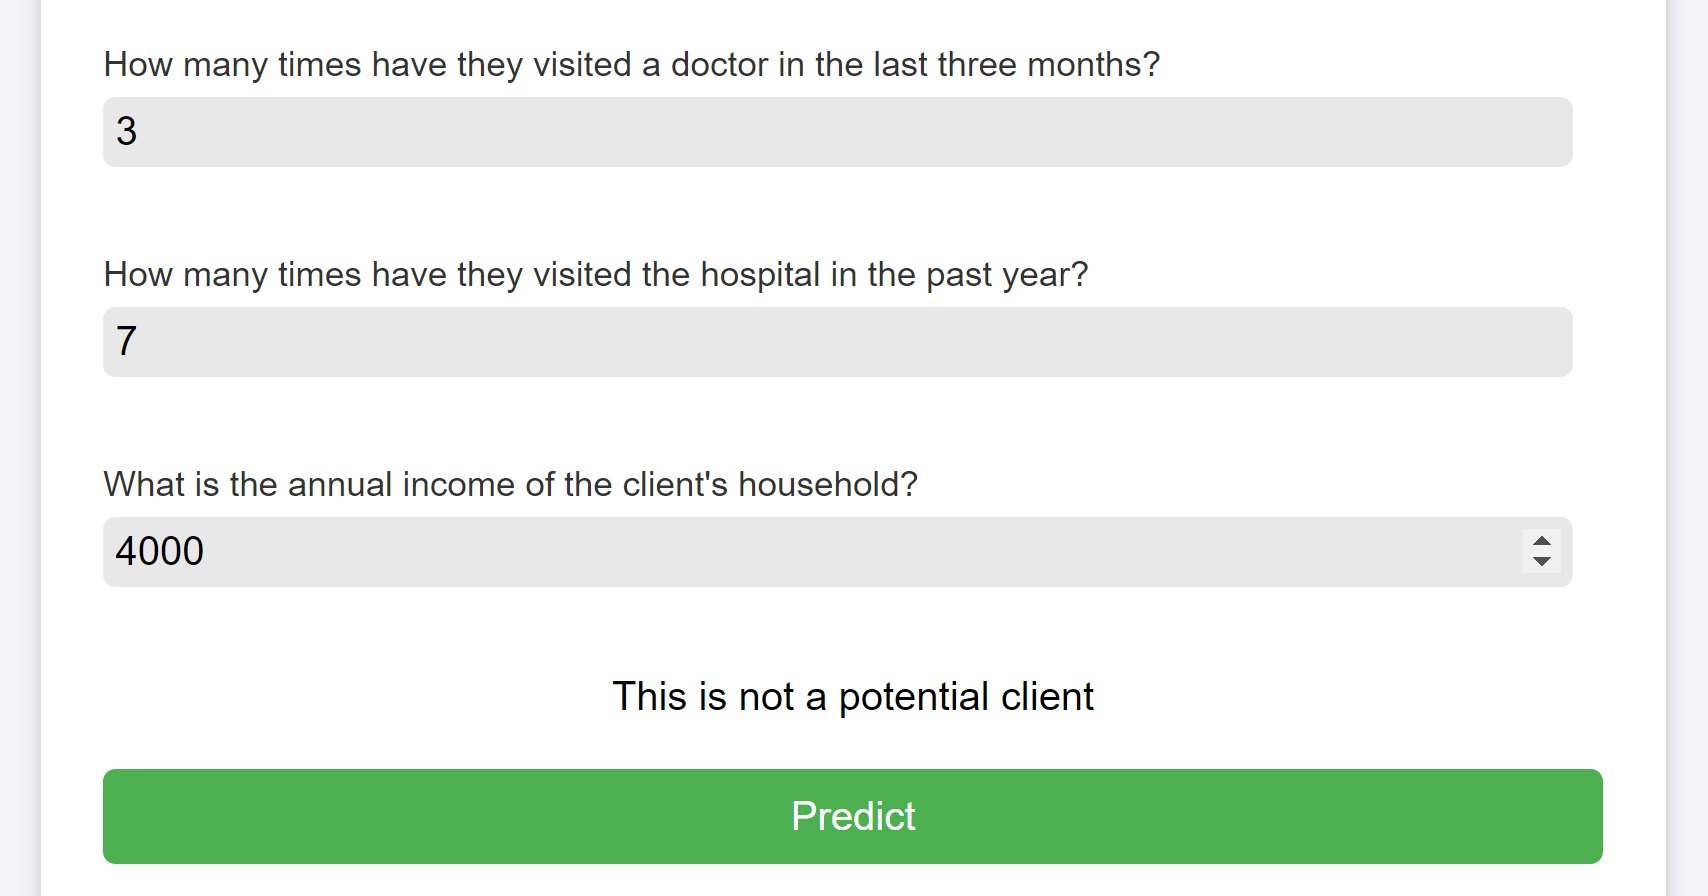 How many times have they visited a doctor in the last three months?
3
How many times have they visited the hospital in the past year?
7
What is the annual income of the client's household?
4000
This is not a potential client
Predict